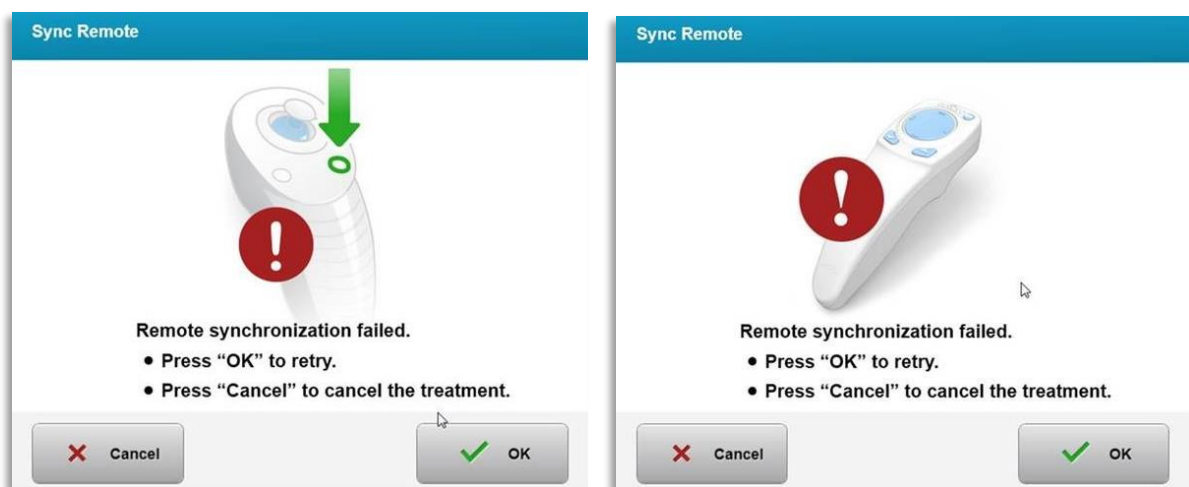 Sync Remote
Remote synchronization failed.
● Press “OK” to retry.
● Press “Cancel” to cancel the treatment.
Cancel
OK
Sync Remote
Remote synchronization failed.
● Press “OK” to retry.
● Press “Cancel” to cancel the treatment.
Cancel
OK